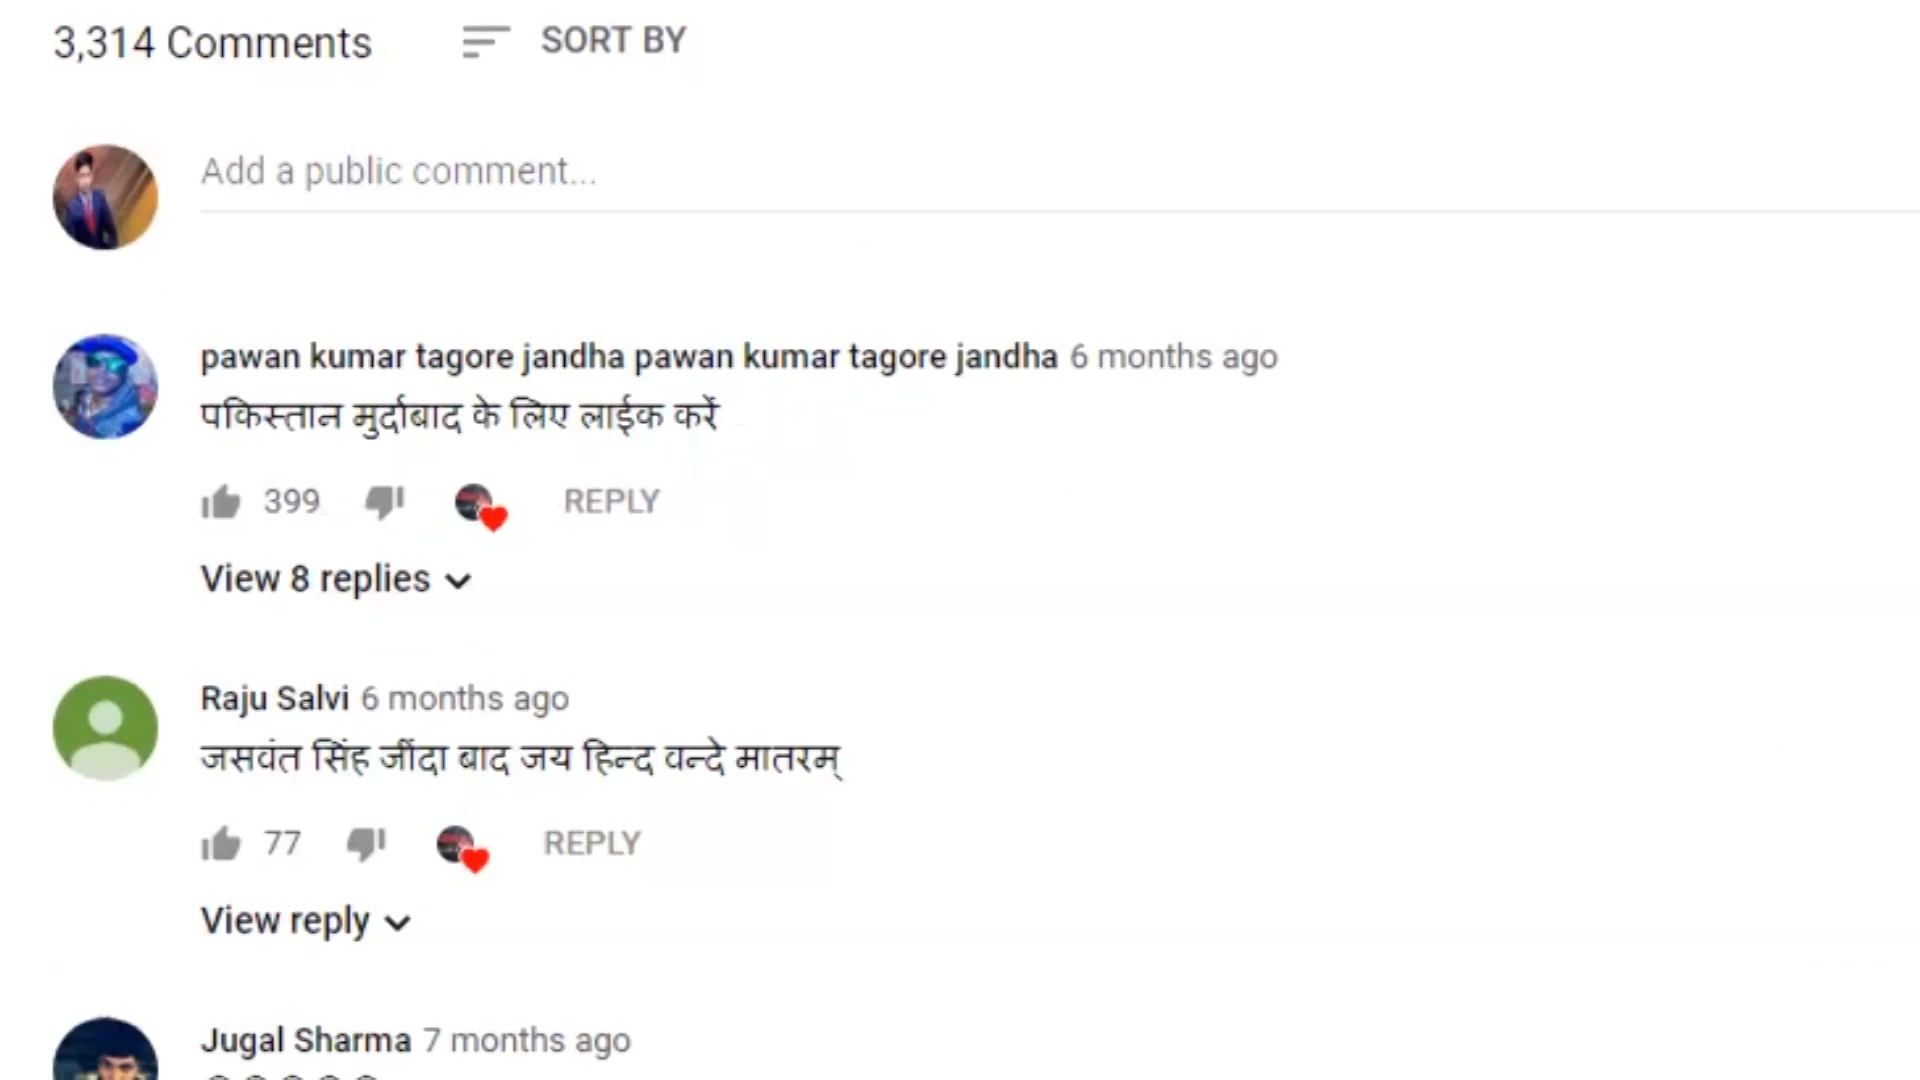 3,314 Comments SORT BY
Add a public comment...
pawan kumar tagore jandha pawan kumar tagore jandha 6 months ago
पकिस्तान मुर्दाबाद के लिए लाईक करें
399 REPLY
View 8 replies
Raju Salvi 6 months ago
जसवंत सिंह जींदा बाद जय हिन्द वन्दे मातरम्
77 REPLY
View reply
Jugal Sharma 7 months ago